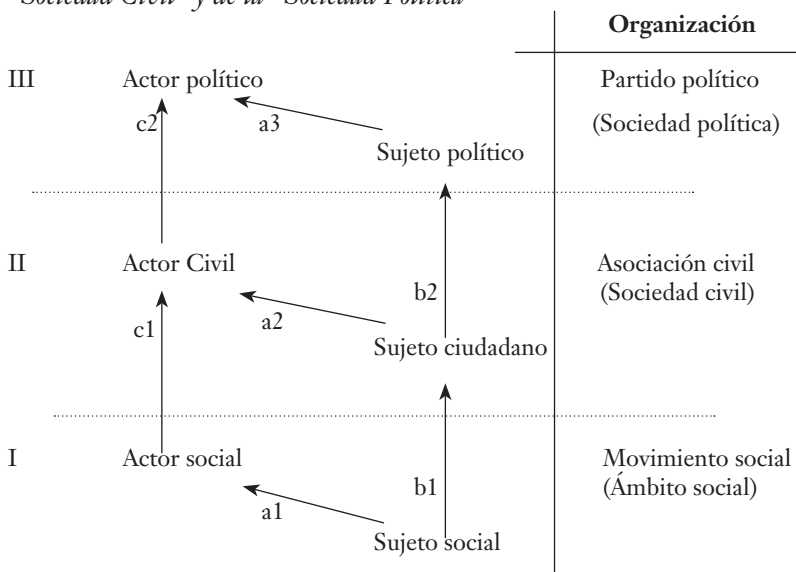 "Sociedad Civil" y de la "Sociedad Política"
Organización
III Actor político Partido político
c2 a3 (Sociedad política)
Sujeto político
II Actor Civil Asociación civil
b2 (Sociedad civil)
c1 a2
Sujeto ciudadano
I Actor social Movimiento social
b1 (Ámbito social)
a1
Sujeto social